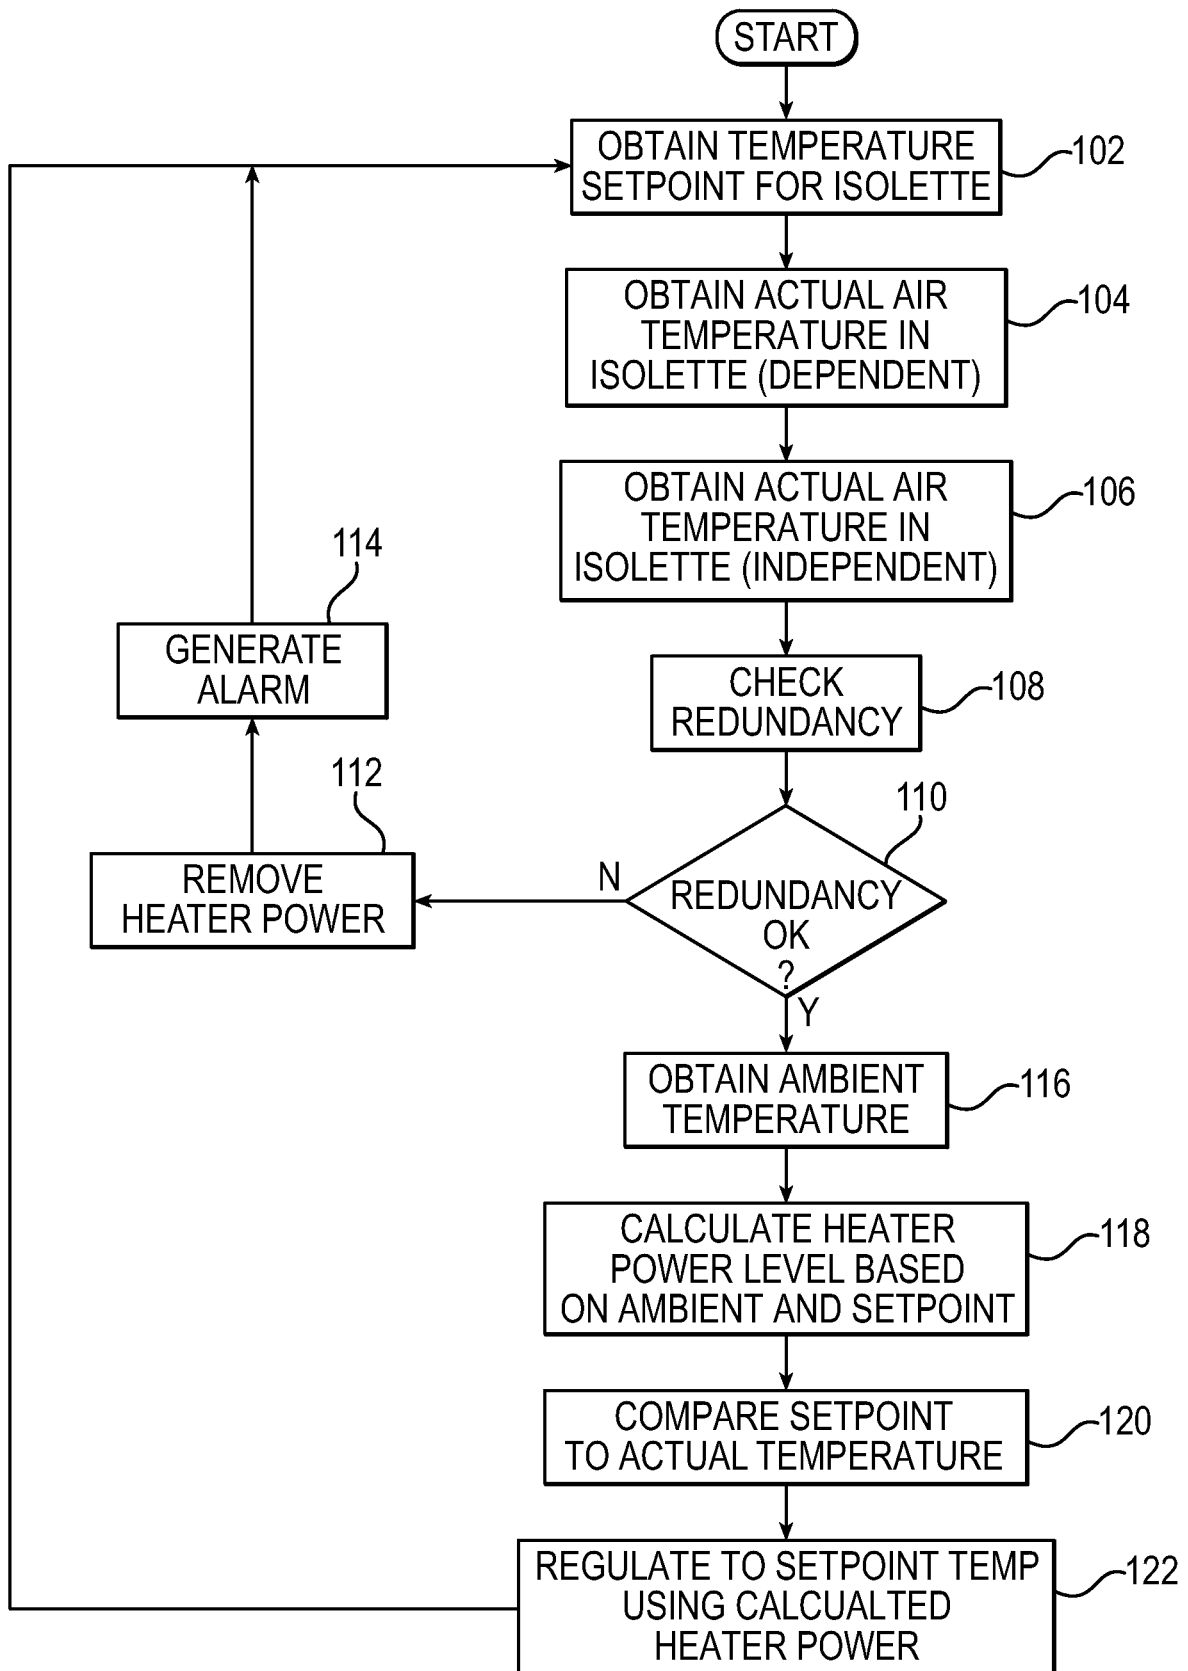 START
OBTAIN TEMPERATURE
SETPOINT FOR ISOLETTE
102
OBTAIN ACTUAL AIR
TEMPERATURE IN
ISOLETTE (DEPENDENT)
104
OBTAIN ACTUAL AIR
TEMPERATURE IN
ISOLETTE (INDEPENDENT)
106
114
GENERATE
ALARM
CHECK
REDUNDANCY
108
112
REMOVE
HEATER POWER
N
110
REDUNDANCY
OK
?
Y
OBTAIN AMBIENT
TEMPERATURE
116
CALCULATE HEATER
POWER LEVEL BASED
ON AMBIENT AND SETPOINT
118
COMPARE SETPOINT
TO ACTUAL TEMPERATURE
120
REGULATE TO SETPOINT TEMP
USING CALCUALTED
HEATER POWER
122